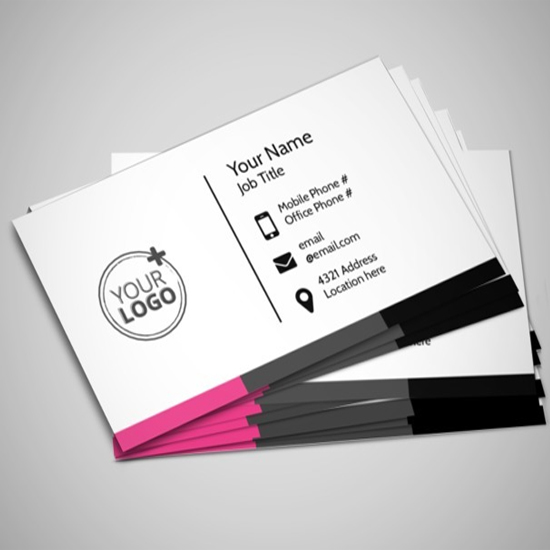 YOUR
LOGO
Your Name
Job Title
Mobile Phone #
Office Phone #
email
@email.com
4321 Address
Location here